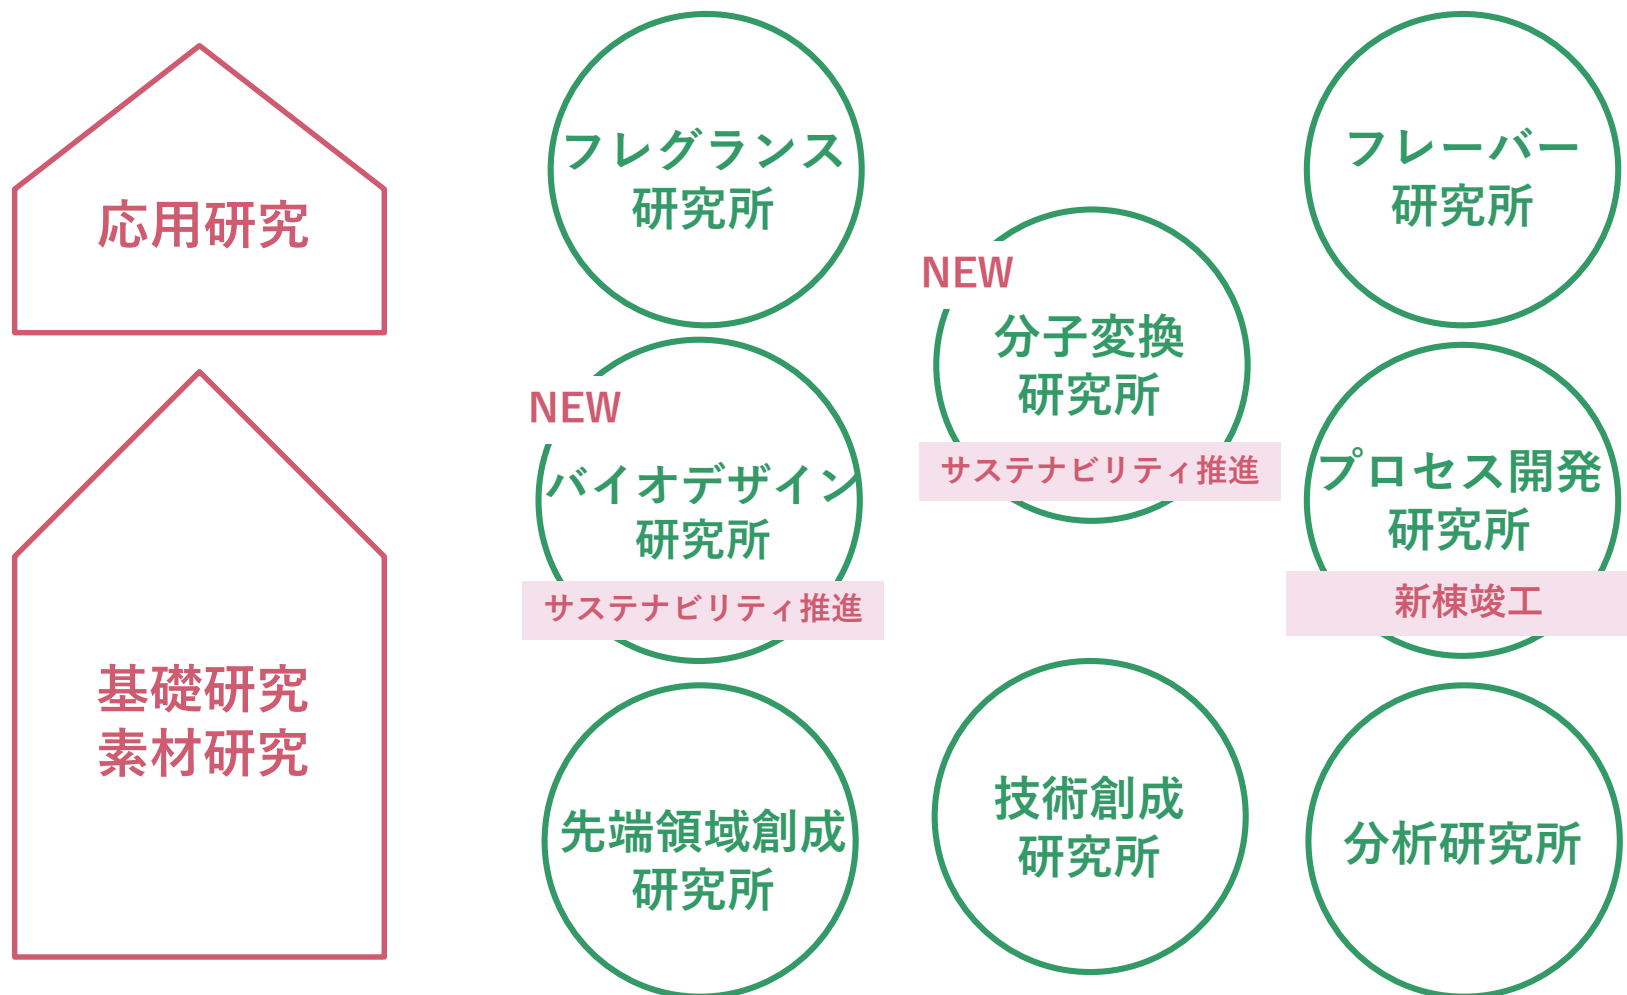 応用研究
基礎研究
素材研究
フレグランス
研究所
フレーバー
研究所
NEW
分子変換
研究所
サステナビリティ推進
NEW
バイオデザイン
研究所
サステナビリティ推進
プロセス開発
研究所
新棟竣工
先端領域創成
研究所
技術創成
研究所
分析研究所